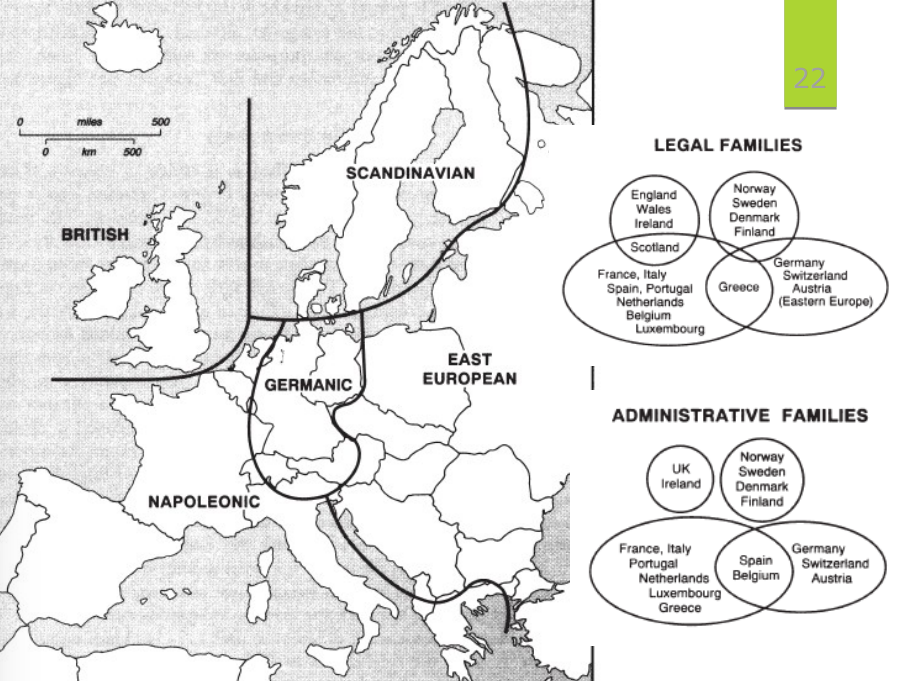 22
0 miles 500
0 km 500
SCANDINAVIAN
BRITISH
EAST
EUROPEAN
GERMANIC
NAPOLEONIC
LEGAL FAMILIES
England
Wales
Ireland
Scotland
Norway
Sweden
Denmark
Finland
France, Italy
Spain, Portugal
Netherlands
Belgium
Luxembourg
Greece
Germany
Switzerland
Austria
(Eastern Europe)
ADMINISTRATIVE FAMILIES
UK
Ireland
Norway
Sweden
Denmark
Finland
France, Italy
Portugal
Netherlands
Luxembourg
Greece
Spain
Belgium
Germany
Switzerland
Austria